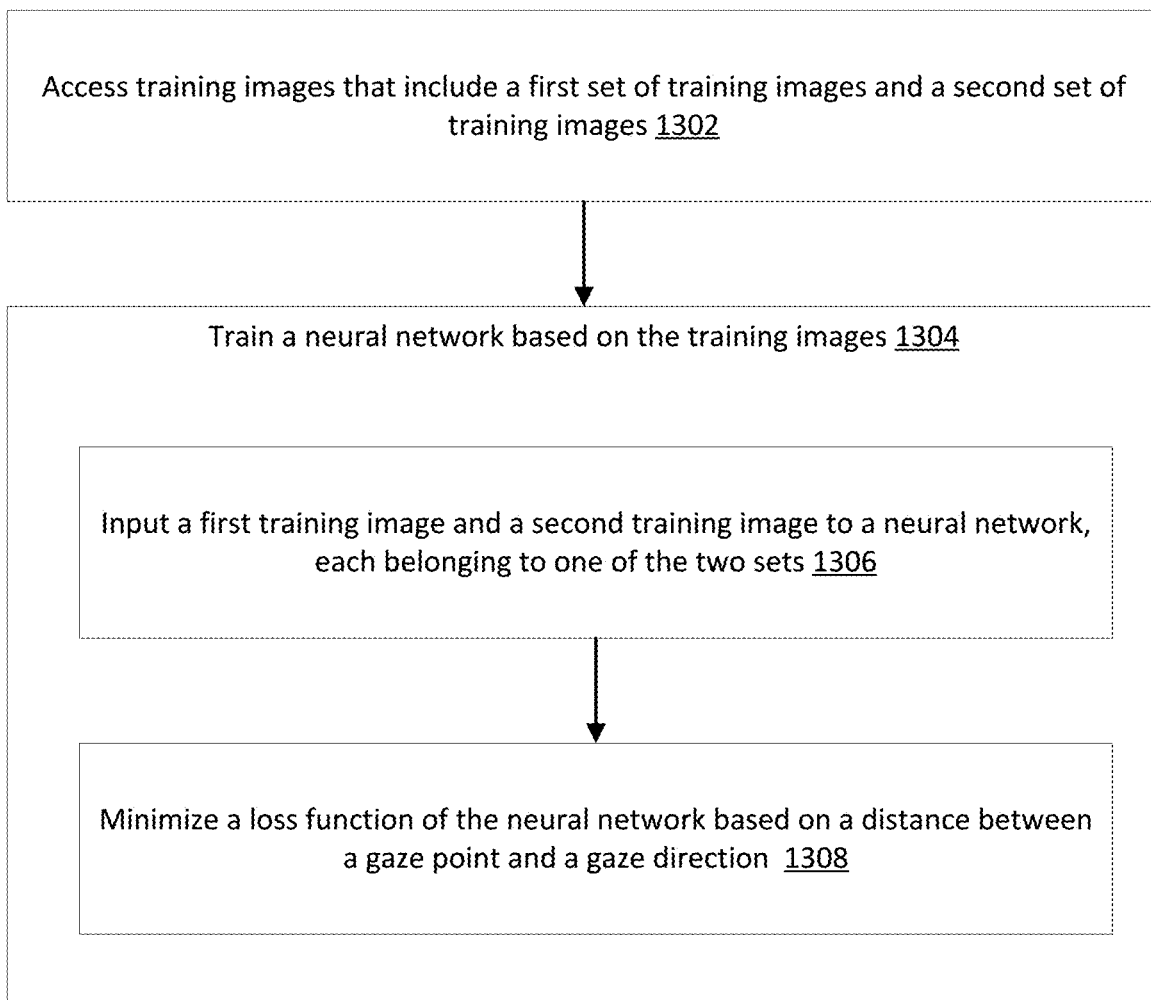 Access training images that include a first set of training images and a second set of
training images 1302
Train a neural network based on the training images 1304
Input a first training image and a second training image to a neural network,
each belonging to one of the two sets 1306
Minimize a loss function of the neural network based on a distance between
a gaze point and a gaze direction 1308